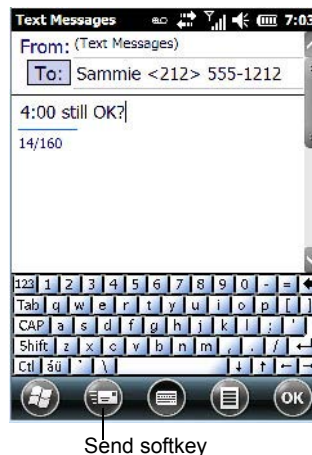 Text Messages 7:03
From: (Text Messages)
To: Sammie <212> 555-1212
4:00 still OK?
14/160
123 1 2 3 4 5 6 7 8 9 0 - =
Tab q w e r t y u i o p [ ]
CAP a s d f g h j k l ; '
Shift z x c v b n m , . /
Ctl áü ` \
OK
Send softkey